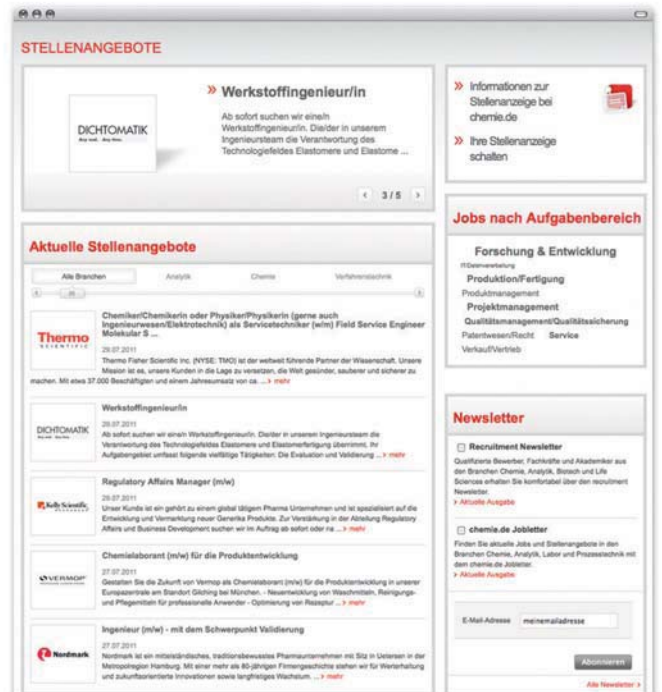 STELLENANGEBOTE
DICHTOMATIK
» Werkstoffingenieur/in
Ab sofort suchen wir eine/n
Werkstoffingenieur/in. Die/der in unserem
Ingenieursteam die Verantwortung des
Technologiefeldes Elastomere und Elastome ...
‹ 3 / 5 ›
» Informationen zur
Stellenanzeige bei
chemie.de
» Ihre Stellenanzeige
schalten
Aktuelle Stellenangebote
Alle Branchen Analytik Chemie Verfahrenstechnik
Thermo
SCIENTIFIC
Chemiker/Chemikerin oder Physiker/Physikerin (gerne auch
Ingenieurwesen/Elektrotechnik) als Servicetechniker (w/m) Field Service Engineer
Molekular S ...
29.07.2011
Thermo Fisher Scientific Inc. (NYSE: TMO) ist der weltweit führende Partner der Wissenschaft. Unsere
Mission ist es, unsere Kunden in die Lage zu versetzen, die Welt gesünder, sauberer und sicherer zu
machen. Mit etwa 37.000 Beschäftigten und einem Jahresumsatz von ca. ... › mehr
DICHTOMATIK
Werkstoffingenieur/in
29.07.2011
Ab sofort suchen wir eine/n Werkstoffingenieur/in. Die/der in unserem Ingenieursteam die
Verantwortung des Technologiefeldes Elastomere und Elastomerfertigung übernimmt. Ihr
Aufgabengebiet umfasst folgende vielfältige Tätigkeiten: Die Evaluation und Validierung ... › mehr
Kelly Scientific
Regulatory Affairs Manager (m/w)
29.07.2011
Unser Kunde ist ein gehört zu einem global tätigem Pharma Unternehmen und ist spezialisiert auf die
Entwicklung und Vermarktung neuer Generika Produkte. Zur Verstärkung in der Abteilung Regulatory
Affairs und Business Development suchen wir im Auftrag ab sofort oder na ... › mehr
VERMOP
Chemielaborant (m/w) für die Produktentwicklung
27.07.2011
Gestalten Sie die Zukunft von Vermop als Chemielaborant (m/w) für die Produktentwicklung in unserer
Europazentrale am Standort Gilching bei München. - Neuentwicklung von Waschmitteln, Reinigungs-
und Pflegemitteln für professionelle Anwender - Optimierung von Rezeptur ... › mehr
Nordmark
Ingenieur (m/w) - mit dem Schwerpunkt Validierung
27.07.2011
Nordmark ist ein mittelständisches, traditionsbewusstes Pharmaunternehmen mit Sitz in Uetersen in der
Metropolregion Hamburg. Mit einer mehr als 80-jährigen Firmengeschichte stehen wir für Werterhaltung
und zukunftsorientierte Innovationen sowie langfristiges Wachstum. ... › mehr
Jobs nach Aufgabenbereich
Forschung & Entwicklung
IT/Datenverarbeitung
Produktion/Fertigung
Produktmanagement
Projektmanagement
Qualitätsmanagement/Qualitätssicherung
Patentwesen/Recht Service
Verkauf/Vertrieb
Newsletter
Recruitment Newsletter
Qualifizierte Bewerber, Fachkräfte und Akademiker aus
den Branchen Chemie, Analytik, Biotech und Life
Sciences erhalten Sie komfortabel über den recruitment
Newsletter.
› Aktuelle Ausgabe
chemie.de Jobletter
Finden Sie aktuelle Jobs und Stellenangebote in den
Branchen Chemie, Analytik, Labor und Prozesstechnik mit
dem chemie.de Jobletter.
› Aktuelle Ausgabe
E-Mail-Adresse meinemailadresse
Abonnieren
Alle Newsletter ›